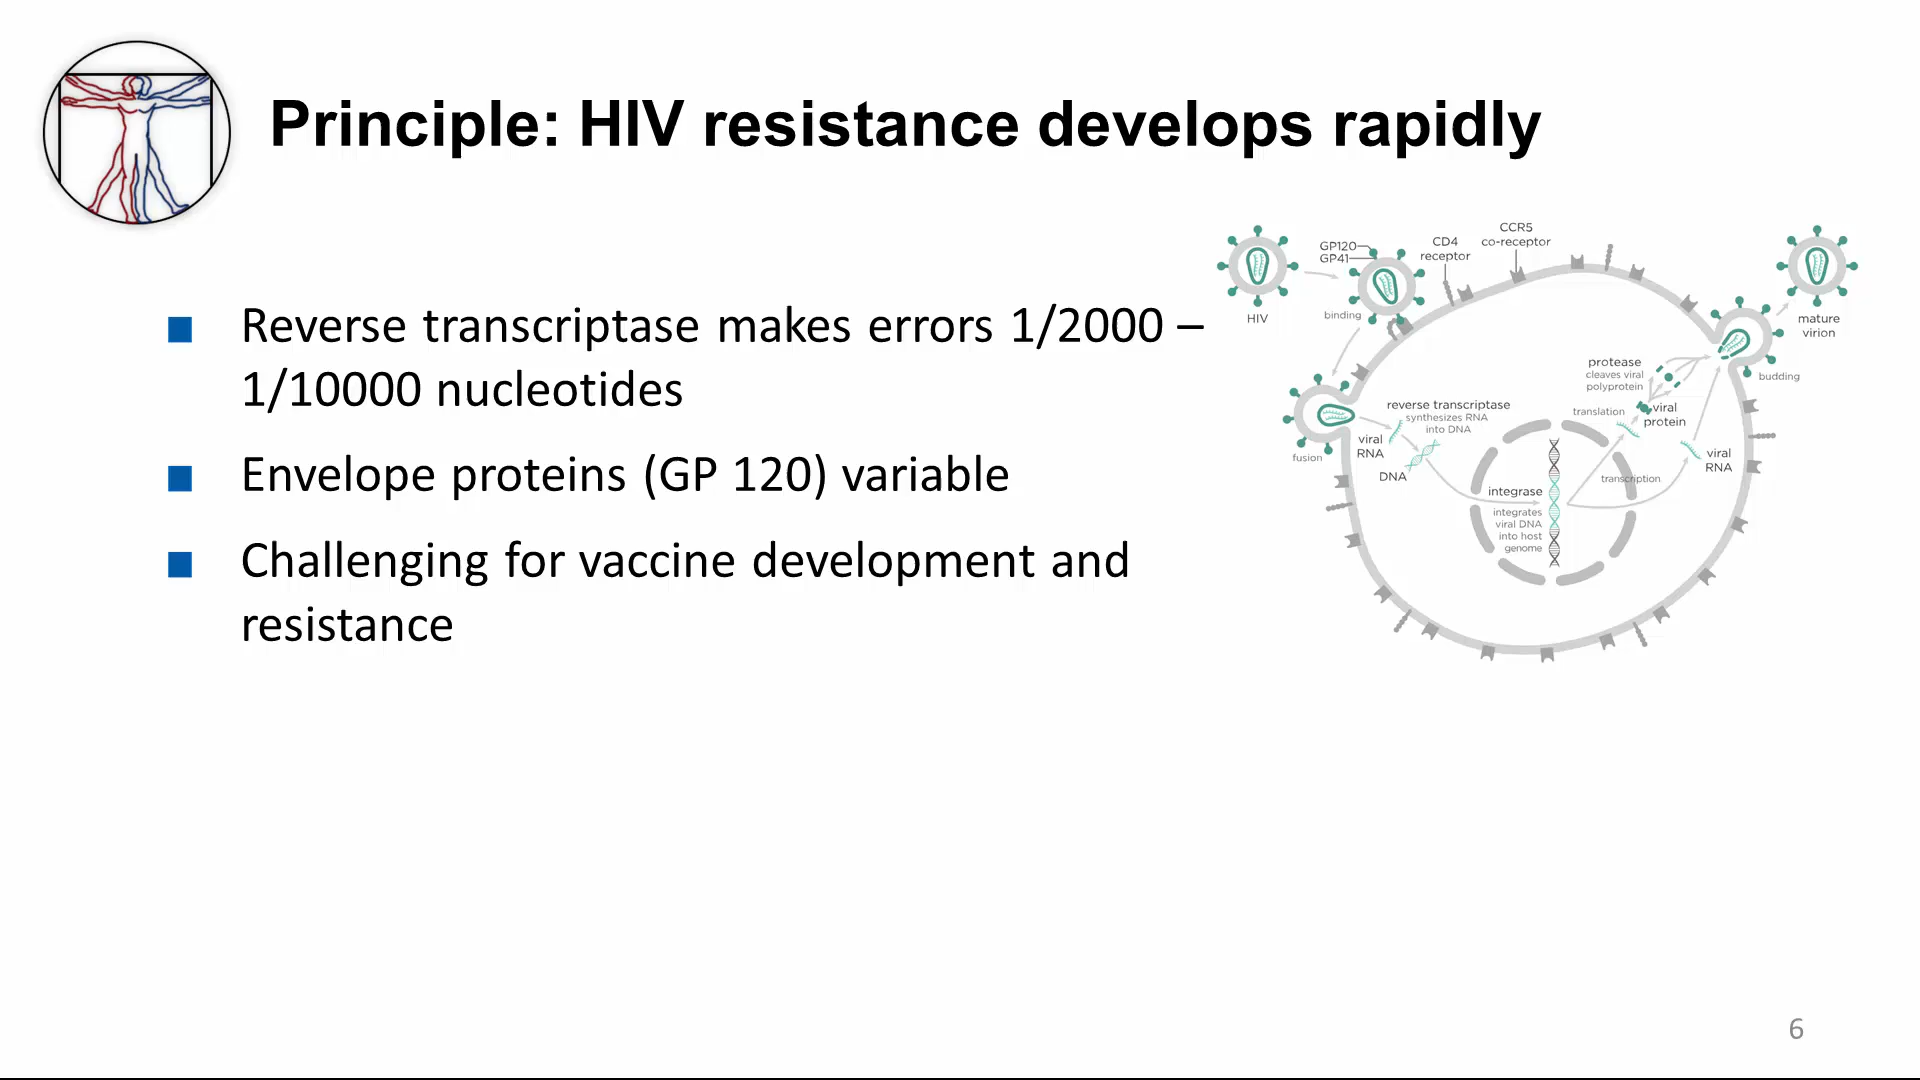 Principle: HIV resistance develops rapidly
Reverse transcriptase makes errors 1/2000 –
1/10000 nucleotides
Envelope proteins (GP 120) variable
Challenging for vaccine development and
resistance
HIV
GP120
GP41
binding
CD4
receptor
CCR5
co-receptor
fusion
viral
RNA
reverse transcriptase
synthesizes RNA
into DNA
DNA
integrase
integrates
viral DNA
into host
genome
transcription
translation
viral
RNA
viral
protein
protease
cleaves viral
polyprotein
budding
mature
virion
6